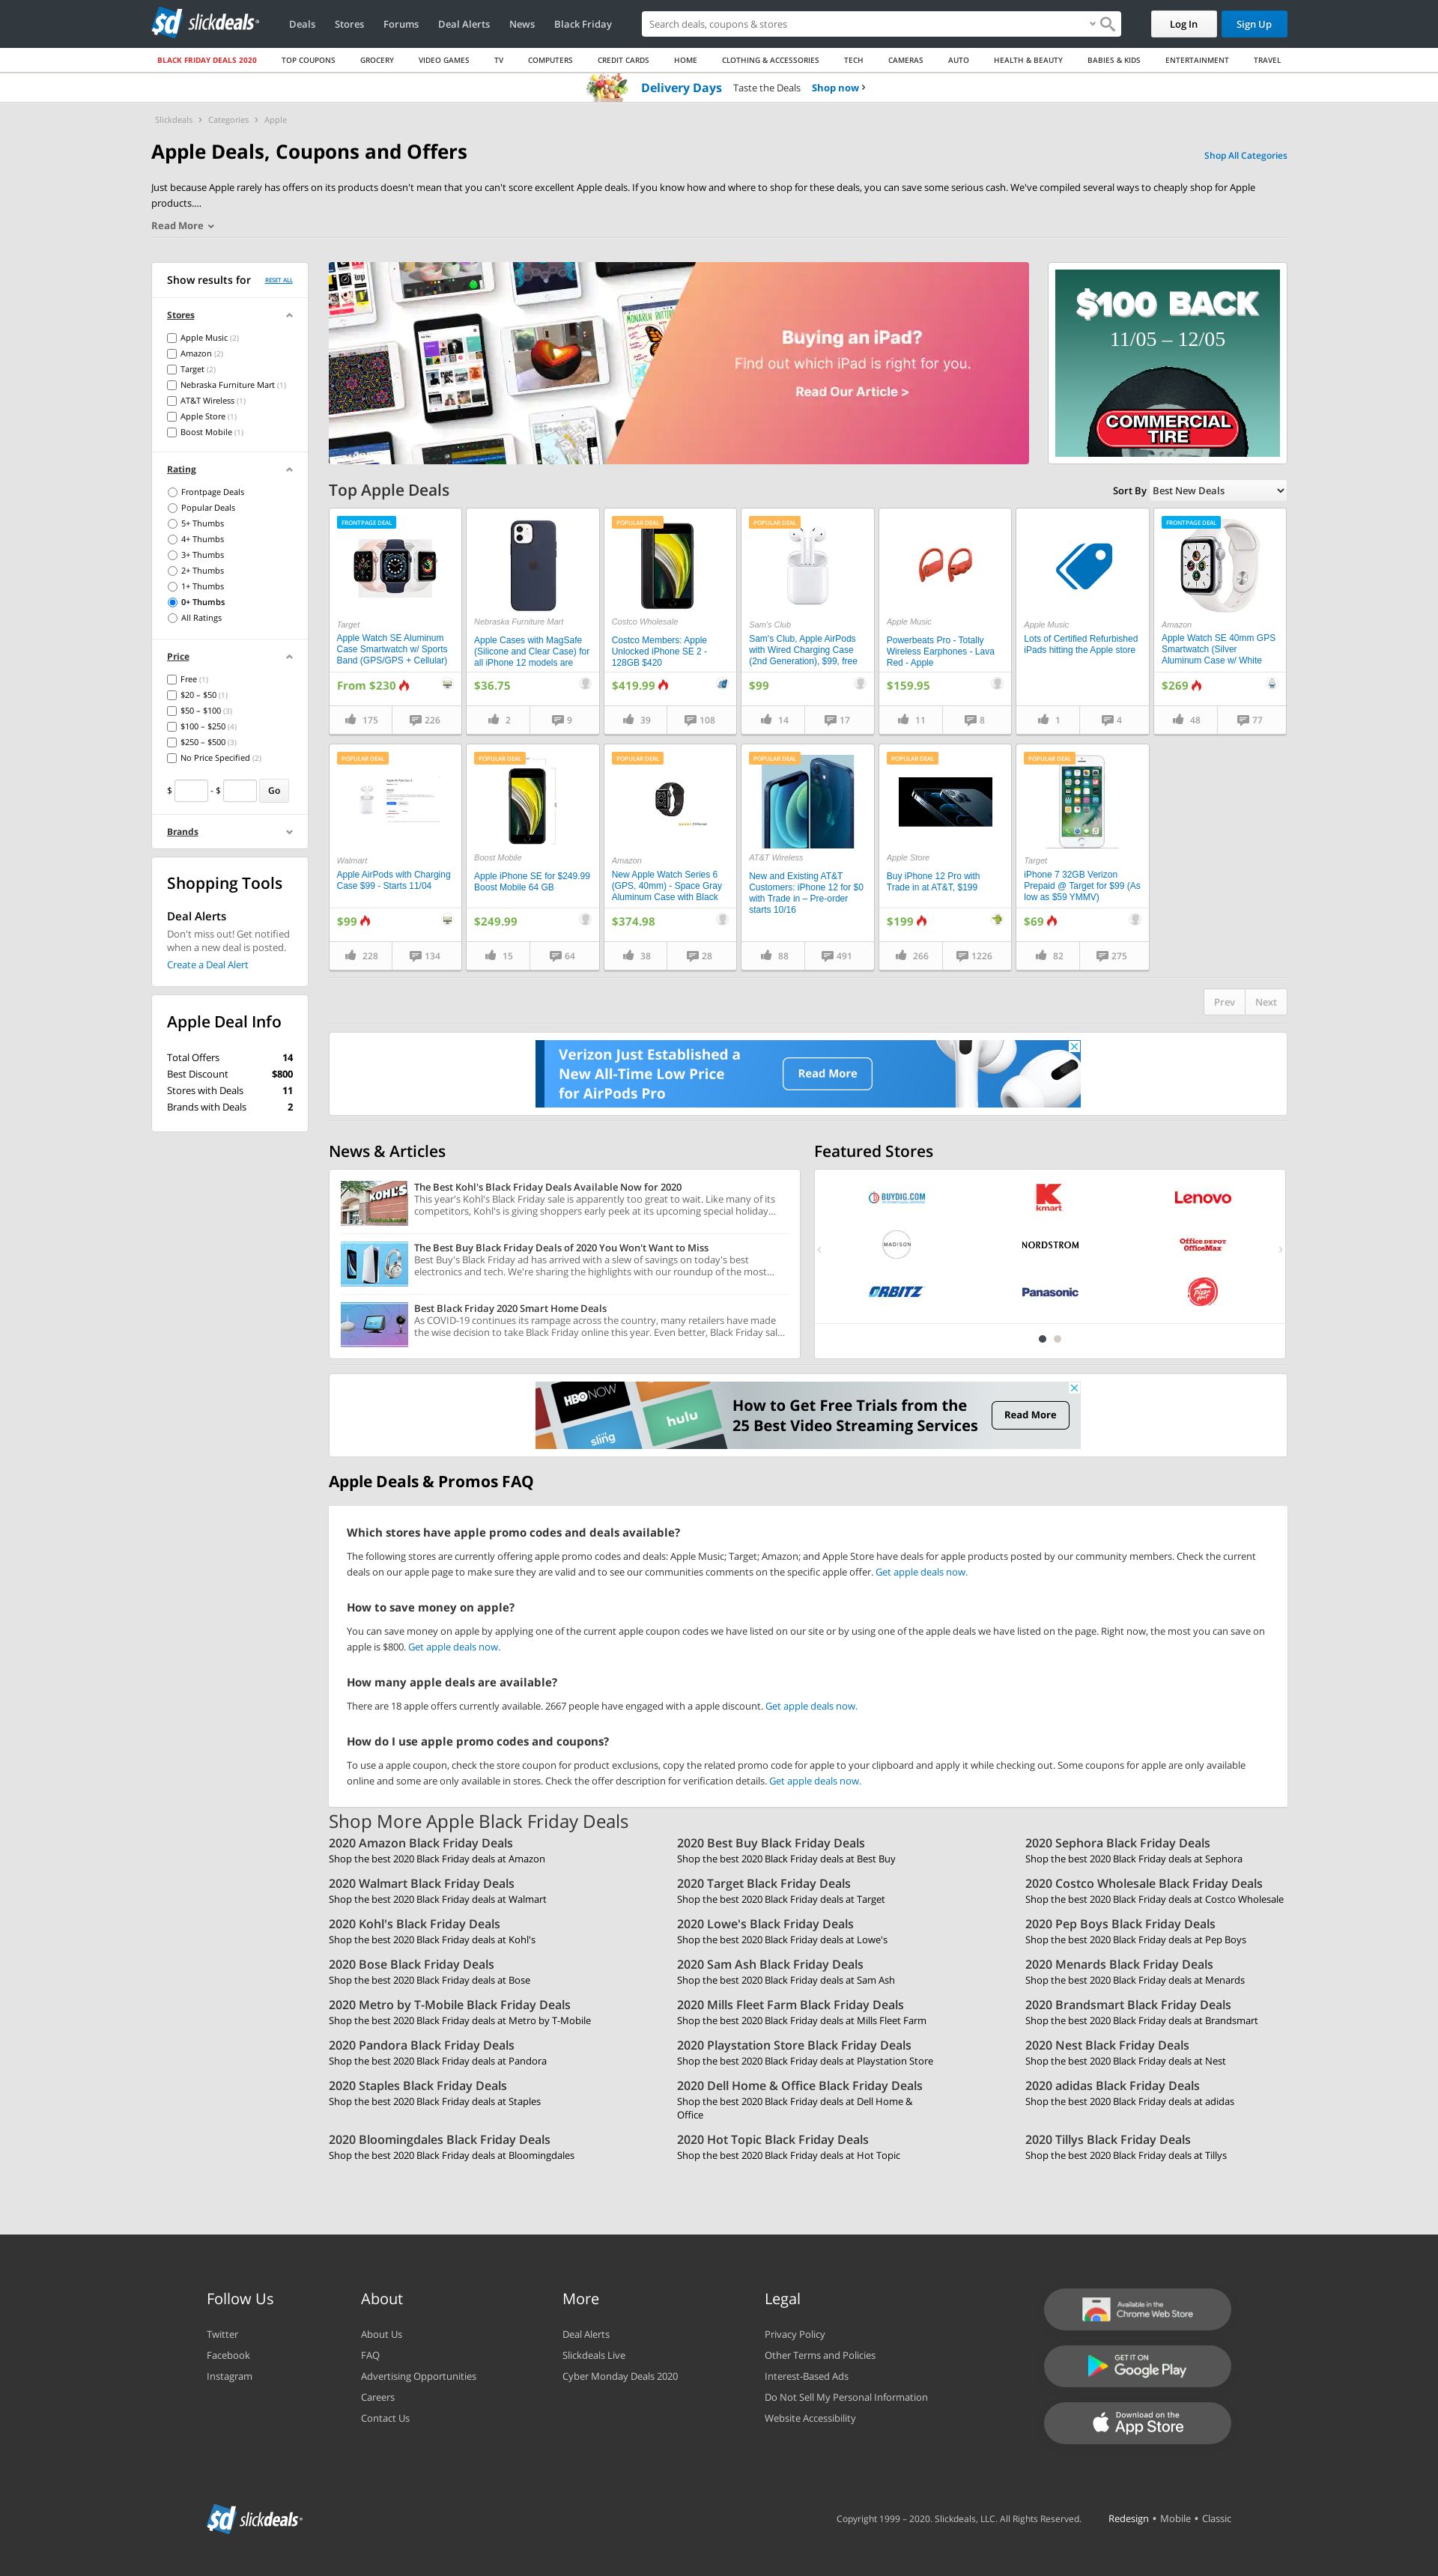 slickdeals
Deals Stores Forums Deal Alerts News Black Friday
Search deals, coupons & stores
Log In
Sign Up
BLACK FRIDAY DEALS 2020 TOP COUPONS GROCERY VIDEO GAMES TV COMPUTERS CREDIT CARDS HOME CLOTHING & ACCESSORIES TECH CAMERAS AUTO HEALTH & BEAUTY BABIES & KIDS ENTERTAINMENT TRAVEL
Delivery Days Taste the Deals Shop now ›
Slickdeals › Categories › Apple
Apple Deals, Coupons and Offers
Shop All Categories
Just because Apple rarely has offers on its products doesn't mean that you can't score excellent Apple deals. If you know how and where to shop for these deals, you can save some serious cash. We've compiled several ways to cheaply shop for Apple
products....
Read More
Show results for RESET ALL
Stores
Apple Music (2)
Amazon (2)
Target (2)
Nebraska Furniture Mart (1)
AT&T Wireless (1)
Apple Store (1)
Boost Mobile (1)
Rating
Frontpage Deals
Popular Deals
5+ Thumbs
4+ Thumbs
3+ Thumbs
2+ Thumbs
1+ Thumbs
0+ Thumbs
All Ratings
Price
Free (1)
$20 – $50 (1)
$50 – $100 (3)
$100 – $250 (4)
$250 – $500 (3)
No Price Specified (2)
$ - $ Go
Brands
Shopping Tools
Deal Alerts
Don't miss out! Get notified
when a new deal is posted.
Create a Deal Alert
Apple Deal Info
Total Offers 14
Best Discount $800
Stores with Deals 11
Brands with Deals 2
Buying an iPad?
Find out which iPad is right for you.
Read Our Article >
$100 BACK
11/05 – 12/05
COMMERCIAL
TIRE
Top Apple Deals
Sort By Best New Deals
FRONTPAGE DEAL
Target
Apple Watch SE Aluminum
Case Smartwatch w/ Sports
Band (GPS/GPS + Cellular)
From $230
175 226
Nebraska Furniture Mart
Apple Cases with MagSafe
(Silicone and Clear Case) for
all iPhone 12 models are
$36.75
2 9
POPULAR DEAL
Costco Wholesale
Costco Members: Apple
Unlocked iPhone SE 2 -
128GB $420
$419.99
39 108
POPULAR DEAL
Sam's Club
Sam's Club, Apple AirPods
with Wired Charging Case
(2nd Generation), $99, free
$99
14 17
Apple Music
Powerbeats Pro - Totally
Wireless Earphones - Lava
Red - Apple
$159.95
11 8
Apple Music
Lots of Certified Refurbished
iPads hitting the Apple store
1 4
FRONTPAGE DEAL
Amazon
Apple Watch SE 40mm GPS
Smartwatch (Silver
Aluminum Case w/ White
$269
48 77
POPULAR DEAL
Walmart
Apple AirPods with Charging
Case $99 - Starts 11/04
$99
228 134
POPULAR DEAL
Boost Mobile
Apple iPhone SE for $249.99
Boost Mobile 64 GB
$249.99
15 64
POPULAR DEAL
Amazon
New Apple Watch Series 6
(GPS, 40mm) - Space Gray
Aluminum Case with Black
$374.98
38 28
POPULAR DEAL
AT&T Wireless
New and Existing AT&T
Customers: iPhone 12 for $0
with Trade in – Pre-order
starts 10/16
88 491
POPULAR DEAL
Apple Store
Buy iPhone 12 Pro with
Trade in at AT&T, $199
$199
266 1226
POPULAR DEAL
Target
iPhone 7 32GB Verizon
Prepaid @ Target for $99 (As
low as $59 YMMV)
$69
82 275
Prev Next
Verizon Just Established a
New All-Time Low Price
for AirPods Pro
Read More
News & Articles
The Best Kohl's Black Friday Deals Available Now for 2020
This year's Kohl's Black Friday sale is apparently too great to wait. Like many of its
competitors, Kohl's is giving shoppers early peek at its upcoming special holiday...
KOHL'S
The Best Buy Black Friday Deals of 2020 You Won't Want to Miss
Best Buy's Black Friday ad has arrived with a slew of savings on today's best
electronics and tech. We're sharing the highlights with our roundup of the most...
Best Black Friday 2020 Smart Home Deals
As COVID-19 continues its rampage across the country, many retailers have made
the wise decision to take Black Friday online this year. Even better, Black Friday sal...
Featured Stores
BUYDIG.COM
K
kmart
Lenovo
MADISON
NORDSTROM
Office DEPOT
OfficeMax
ORBITZ
Panasonic
Pizza Hut
HBO NOW
hulu
sling
How to Get Free Trials from the
25 Best Video Streaming Services
Read More
Apple Deals & Promos FAQ
Which stores have apple promo codes and deals available?
The following stores are currently offering apple promo codes and deals: Apple Music; Target; Amazon; and Apple Store have deals for apple products posted by our community members. Check the current
deals on our apple page to make sure they are valid and to see our communities comments on the specific apple offer. Get apple deals now.
How to save money on apple?
You can save money on apple by applying one of the current apple coupon codes we have listed on our site or by using one of the apple deals we have listed on the page. Right now, the most you can save on
apple is $800. Get apple deals now.
How many apple deals are available?
There are 18 apple offers currently available. 2667 people have engaged with a apple discount. Get apple deals now.
How do I use apple promo codes and coupons?
To use a apple coupon, check the store coupon for product exclusions, copy the related promo code for apple to your clipboard and apply it while checking out. Some coupons for apple are only available
online and some are only available in stores. Check the offer description for verification details. Get apple deals now.
Shop More Apple Black Friday Deals
2020 Amazon Black Friday Deals 2020 Best Buy Black Friday Deals 2020 Sephora Black Friday Deals
Shop the best 2020 Black Friday deals at Amazon Shop the best 2020 Black Friday deals at Best Buy Shop the best 2020 Black Friday deals at Sephora
2020 Walmart Black Friday Deals 2020 Target Black Friday Deals 2020 Costco Wholesale Black Friday Deals
Shop the best 2020 Black Friday deals at Walmart Shop the best 2020 Black Friday deals at Target Shop the best 2020 Black Friday deals at Costco Wholesale
2020 Kohl's Black Friday Deals 2020 Lowe's Black Friday Deals 2020 Pep Boys Black Friday Deals
Shop the best 2020 Black Friday deals at Kohl's Shop the best 2020 Black Friday deals at Lowe's Shop the best 2020 Black Friday deals at Pep Boys
2020 Bose Black Friday Deals 2020 Sam Ash Black Friday Deals 2020 Menards Black Friday Deals
Shop the best 2020 Black Friday deals at Bose Shop the best 2020 Black Friday deals at Sam Ash Shop the best 2020 Black Friday deals at Menards
2020 Metro by T-Mobile Black Friday Deals 2020 Mills Fleet Farm Black Friday Deals 2020 Brandsmart Black Friday Deals
Shop the best 2020 Black Friday deals at Metro by T-Mobile Shop the best 2020 Black Friday deals at Mills Fleet Farm Shop the best 2020 Black Friday deals at Brandsmart
2020 Pandora Black Friday Deals 2020 Playstation Store Black Friday Deals 2020 Nest Black Friday Deals
Shop the best 2020 Black Friday deals at Pandora Shop the best 2020 Black Friday deals at Playstation Store Shop the best 2020 Black Friday deals at Nest
2020 Staples Black Friday Deals 2020 Dell Home & Office Black Friday Deals 2020 adidas Black Friday Deals
Shop the best 2020 Black Friday deals at Staples Shop the best 2020 Black Friday deals at Dell Home & Shop the best 2020 Black Friday deals at adidas
Office
2020 Bloomingdales Black Friday Deals 2020 Hot Topic Black Friday Deals 2020 Tillys Black Friday Deals
Shop the best 2020 Black Friday deals at Bloomingdales Shop the best 2020 Black Friday deals at Hot Topic Shop the best 2020 Black Friday deals at Tillys
Follow Us
Twitter
Facebook
Instagram
About
About Us
FAQ
Advertising Opportunities
Careers
Contact Us
More
Deal Alerts
Slickdeals Live
Cyber Monday Deals 2020
Legal
Privacy Policy
Other Terms and Policies
Interest-Based Ads
Do Not Sell My Personal Information
Website Accessibility
Available in the
Chrome Web Store
GET IT ON
Google Play
Download on the
App Store
slickdeals
Copyright 1999 – 2020. Slickdeals, LLC. All Rights Reserved. Redesign • Mobile • Classic